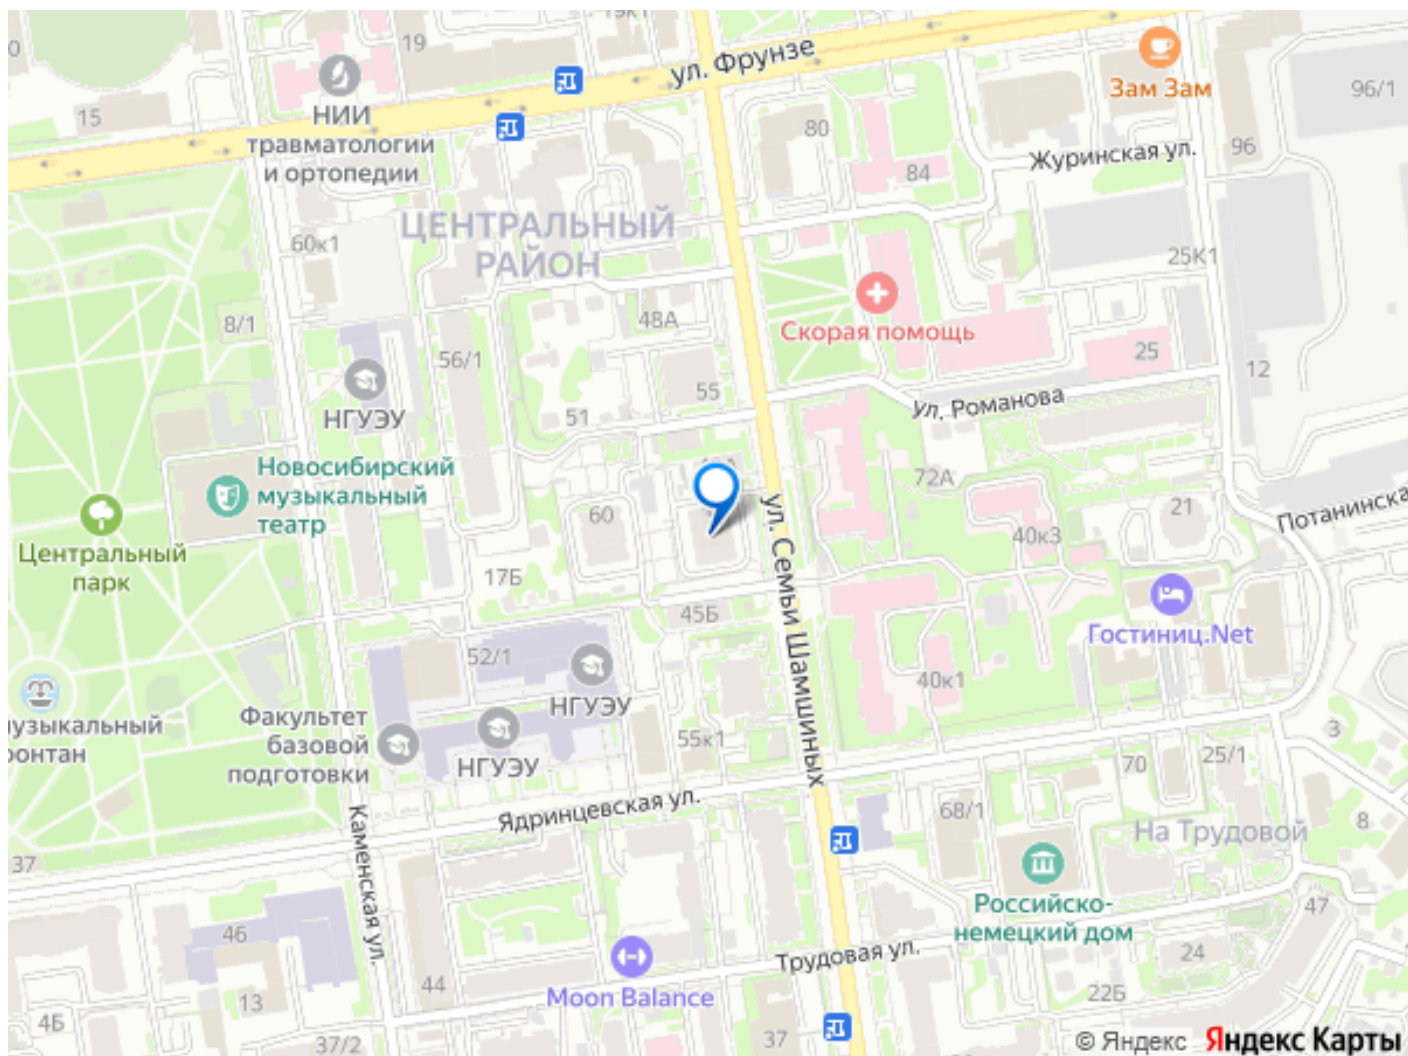 ул. Фрунзе
19
15
НИИ
травматологии
и ортопедии
80
84
Зам Зам
96/1
96
Журинская ул.
ЦЕНТРАЛЬНЫЙ
РАЙОН
60к1
25К1
8/1
48А
Скорая помощь
56/1
25
12
55
51
НГУЭУ
Ул. Романова
Новосибирский
музыкальный
театр
72А
60
21
Потанинска
40к3
Центральный
парк
17Б
ул. Семьи Шамшиных
45Б
Гостиниц.Net
52/1
НГУЭУ
40к1
узыкальный
онтан
Факультет
базовой
подготовки
НГУЭУ
55к1
3
70
25/1
Ядринцевская ул.
68/1
На Трудовой
8
Каменская ул.
37
Российско-
немецкий дом
47
46
Трудовая ул.
24
44
Moon Balance
13
22Б
4Б
37/2
37
© Яндекс Яндекс Карты